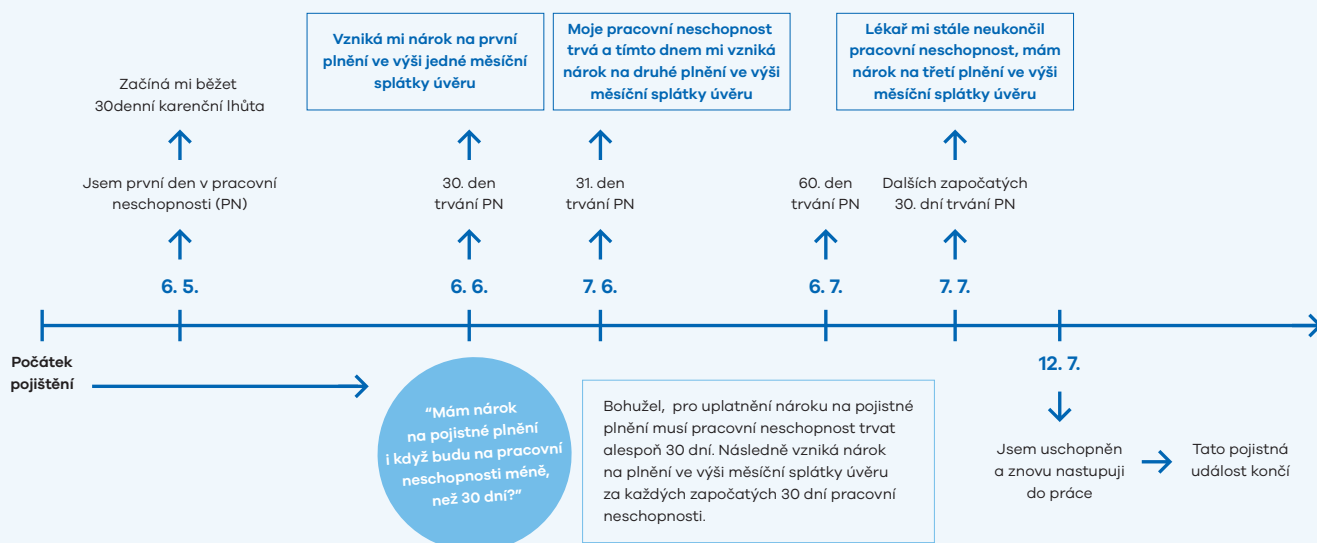 Začíná mi běžet
30denní karenční lhůta
Vzniká mi nárok na první
plnění ve výši jedné měsíční
splátky úvěru
Moje pracovní neschopnost
trvá a tímto dnem mi vzniká
nárok na druhé plnění ve výši
měsíční splátky úvěru
Lékař mi stále neukončil
pracovní neschopnost, mám
nárok na třetí plnění ve výši
měsíční splátky úvěru
Jsem první den v pracovní
neschopnosti (PN)
30. den
trvání PN
31. den
trvání PN
60. den
trvání PN
Dalších započatých
30. dní trvání PN
6. 5.
6. 6.
7. 6.
6. 7.
7. 7.
Počátek
pojištění
12. 7.
"Mám nárok
na pojistné plnění
i když budu na pracovní
neschopnosti méně,
než 30 dní?"
Bohužel, pro uplatnění nároku na pojistné
plnění musí pracovní neschopnost trvat
alespoň 30 dní. Následně vzniká nárok
na plnění ve výši měsíční splátky úvěru
za každých započatých 30 dní pracovní
neschopnosti.
Jsem uschopněn
a znovu nastupuji
do práce
Tato pojistná
událost končí